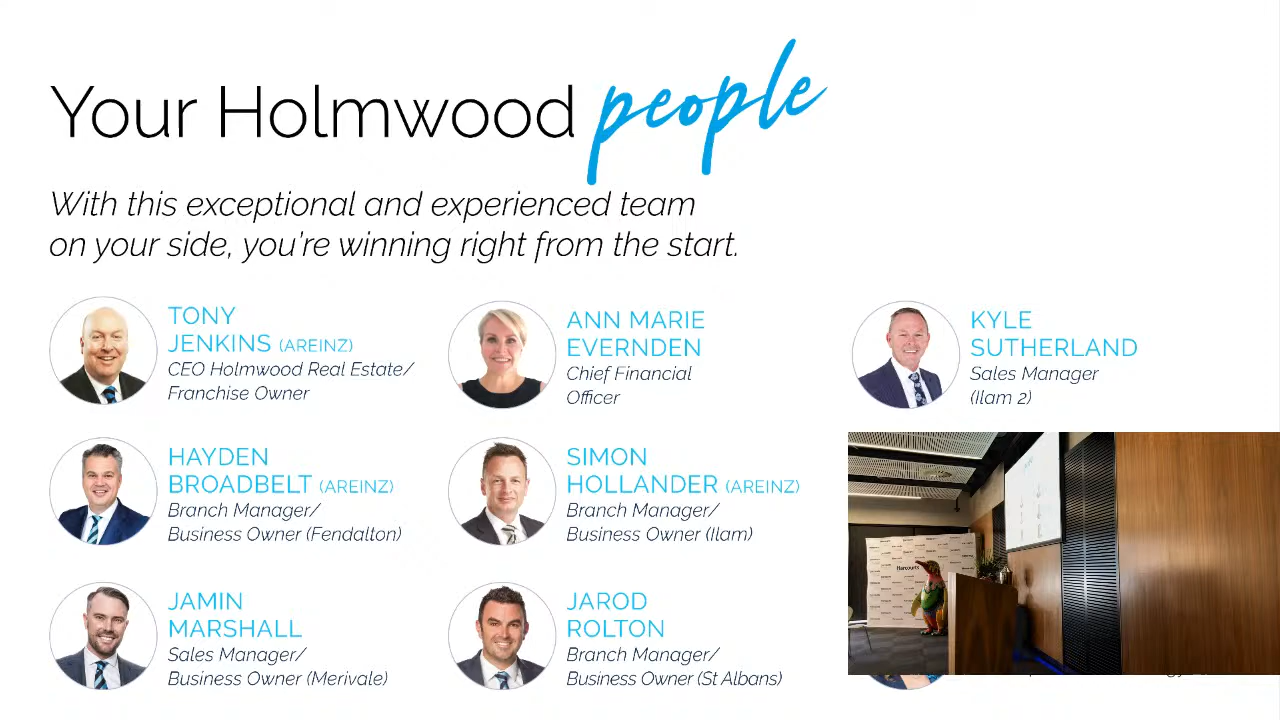 Your Holmwood people
With this exceptional and experienced team
on your side, you're winning right from the start.
TONY
JENKINS (AREINZ)
CEO Holmwood Real Estate/
Franchise Owner
ANN MARIE
EVERNDEN
Chief Financial
Officer
KYLE
SUTHERLAND
Sales Manager
(Ilam 2)
HAYDEN
BROADBELT (AREINZ)
Branch Manager/
Business Owner (Fendalton)
SIMON
HOLLANDER (AREINZ)
Branch Manager/
Business Owner (Ilam)
Harcourts
JAMIN
MARSHALL
Sales Manager/
Business Owner (Merivale)
JAROD
ROLTON
Branch Manager/
Business Owner (St Albans)